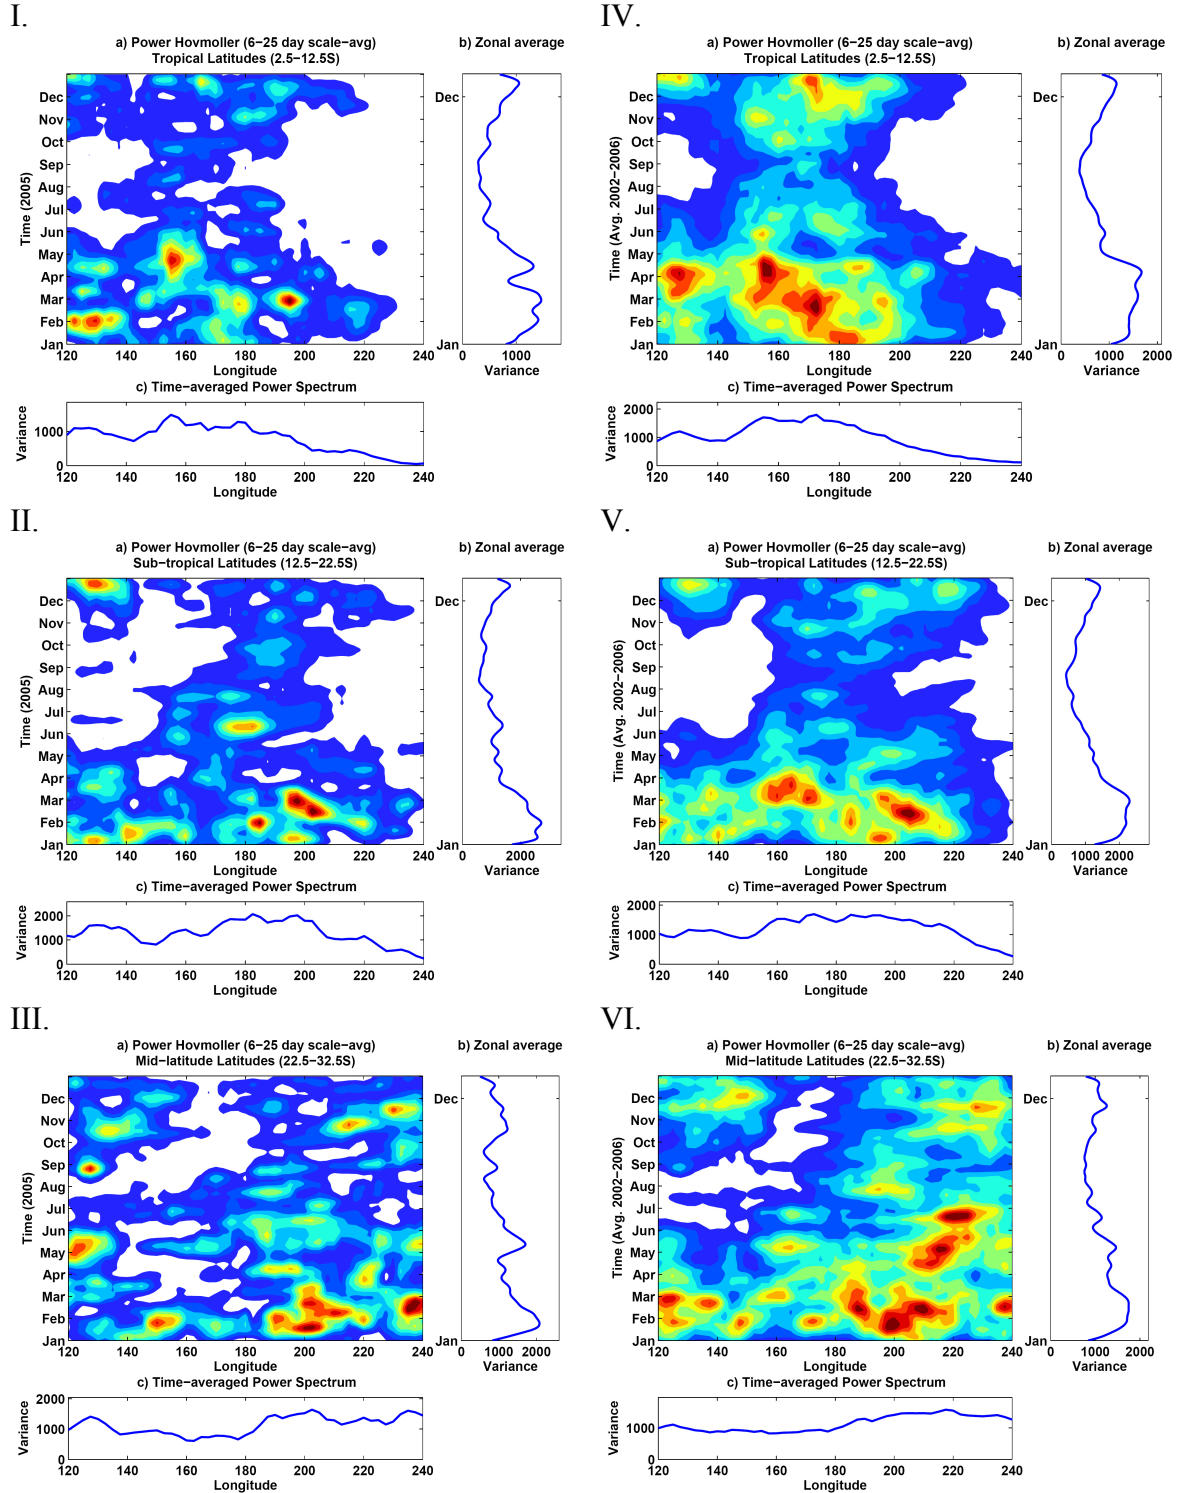 I.
a) Power Hovmoller (6−25 day scale−avg)
Tropical Latitudes (2.5−12.5S)
b) Zonal average
Time (2005)
Dec
Nov
Oct
Sep
Aug
Jul
Jun
May
Apr
Mar
Feb
Jan
120 140 160 180 200 220 240
Longitude
Dec
Jan
0 1000
Variance
c) Time−averaged Power Spectrum
Variance
1000
0
120 140 160 180 200 220 240
Longitude
IV.
a) Power Hovmoller (6−25 day scale−avg)
Tropical Latitudes (2.5−12.5S)
b) Zonal average
Time (Avg. 2002−2006)
Dec
Nov
Oct
Sep
Aug
Jul
Jun
May
Apr
Mar
Feb
Jan
120 140 160 180 200 220 240
Longitude
Dec
Jan
0 1000 2000
Variance
c) Time−averaged Power Spectrum
Variance
2000
1000
0
120 140 160 180 200 220 240
Longitude
II.
a) Power Hovmoller (6−25 day scale−avg)
Sub−tropical Latitudes (12.5−22.5S)
b) Zonal average
Time (2005)
Dec
Nov
Oct
Sep
Aug
Jul
Jun
May
Apr
Mar
Feb
Jan
120 140 160 180 200 220 240
Longitude
Dec
Jan
0 2000
Variance
c) Time−averaged Power Spectrum
Variance
2000
1000
0
120 140 160 180 200 220 240
Longitude
V.
a) Power Hovmoller (6−25 day scale−avg)
Sub−tropical Latitudes (12.5−22.5S)
b) Zonal average
Time (Avg. 2002−2006)
Dec
Nov
Oct
Sep
Aug
Jul
Jun
May
Apr
Mar
Feb
Jan
120 140 160 180 200 220 240
Longitude
Dec
Jan
0 1000 2000
Variance
c) Time−averaged Power Spectrum
Variance
2000
1000
0
120 140 160 180 200 220 240
Longitude
III.
a) Power Hovmoller (6−25 day scale−avg)
Mid−latitude Latitudes (22.5−32.5S)
b) Zonal average
Time (2005)
Dec
Nov
Oct
Sep
Aug
Jul
Jun
May
Apr
Mar
Feb
Jan
120 140 160 180 200 220 240
Longitude
Dec
Jan
0 1000 2000
Variance
c) Time−averaged Power Spectrum
Variance
2000
1000
0
120 140 160 180 200 220 240
Longitude
VI.
a) Power Hovmoller (6−25 day scale−avg)
Mid−latitude Latitudes (22.5−32.5S)
b) Zonal average
Time (Avg. 2002−2006)
Dec
Nov
Oct
Sep
Aug
Jul
Jun
May
Apr
Mar
Feb
Jan
120 140 160 180 200 220 240
Longitude
Dec
Jan
0 1000 2000
Variance
c) Time−averaged Power Spectrum
Variance
1000
0
120 140 160 180 200 220 240
Longitude